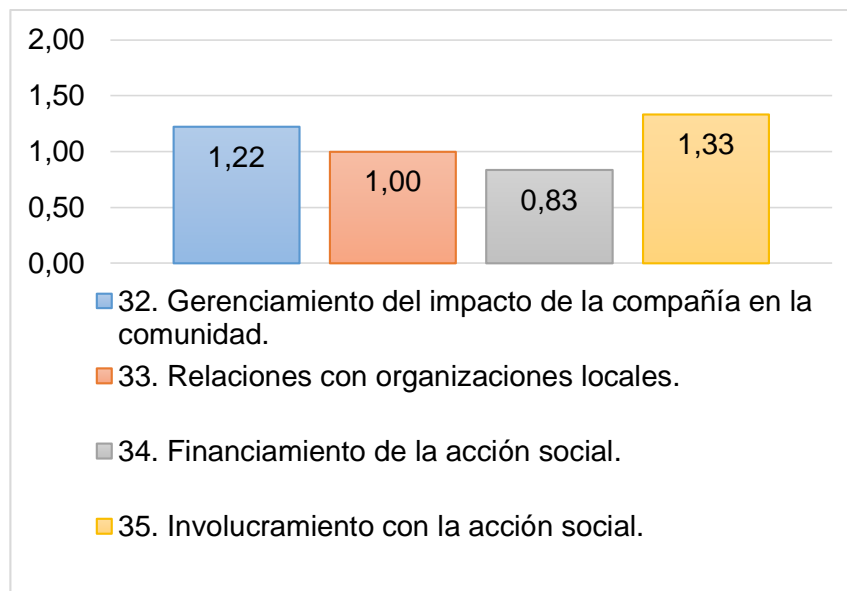 2,00
1,50
1,00
0,50
0,00
1,22
1,00
0,83
1,33
32. Gerenciamiento del impacto de la compañía en la
comunidad.
33. Relaciones con organizaciones locales.
34. Financiamiento de la acción social.
35. Involucramiento con la acción social.